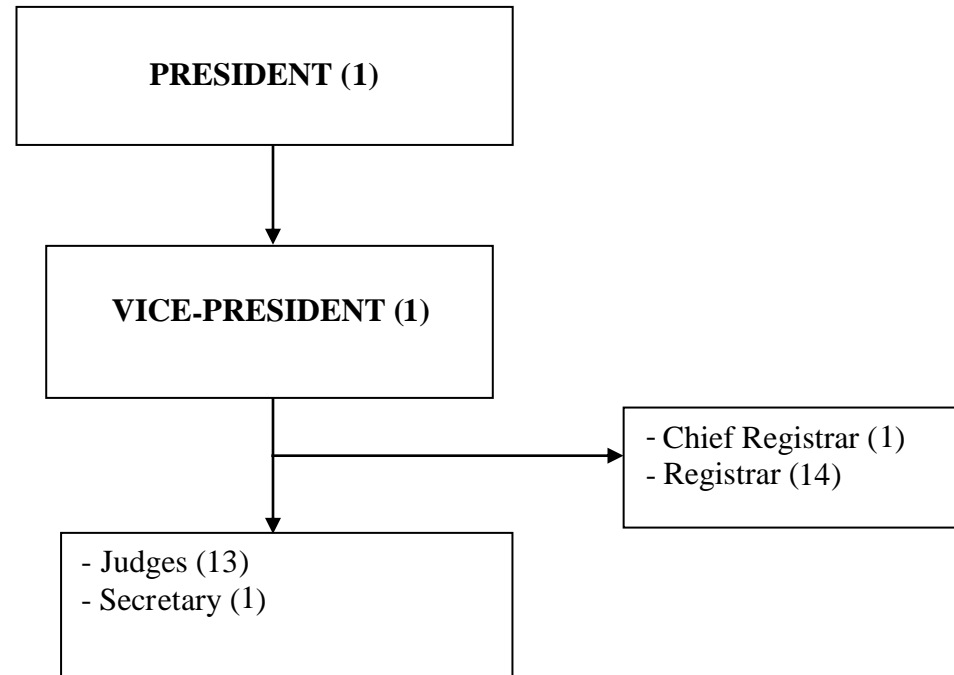 PRESIDENT (1)
VICE-PRESIDENT (1)
- Chief Registrar (1)
- Registrar (14)
- Judges (13)
- Secretary (1)